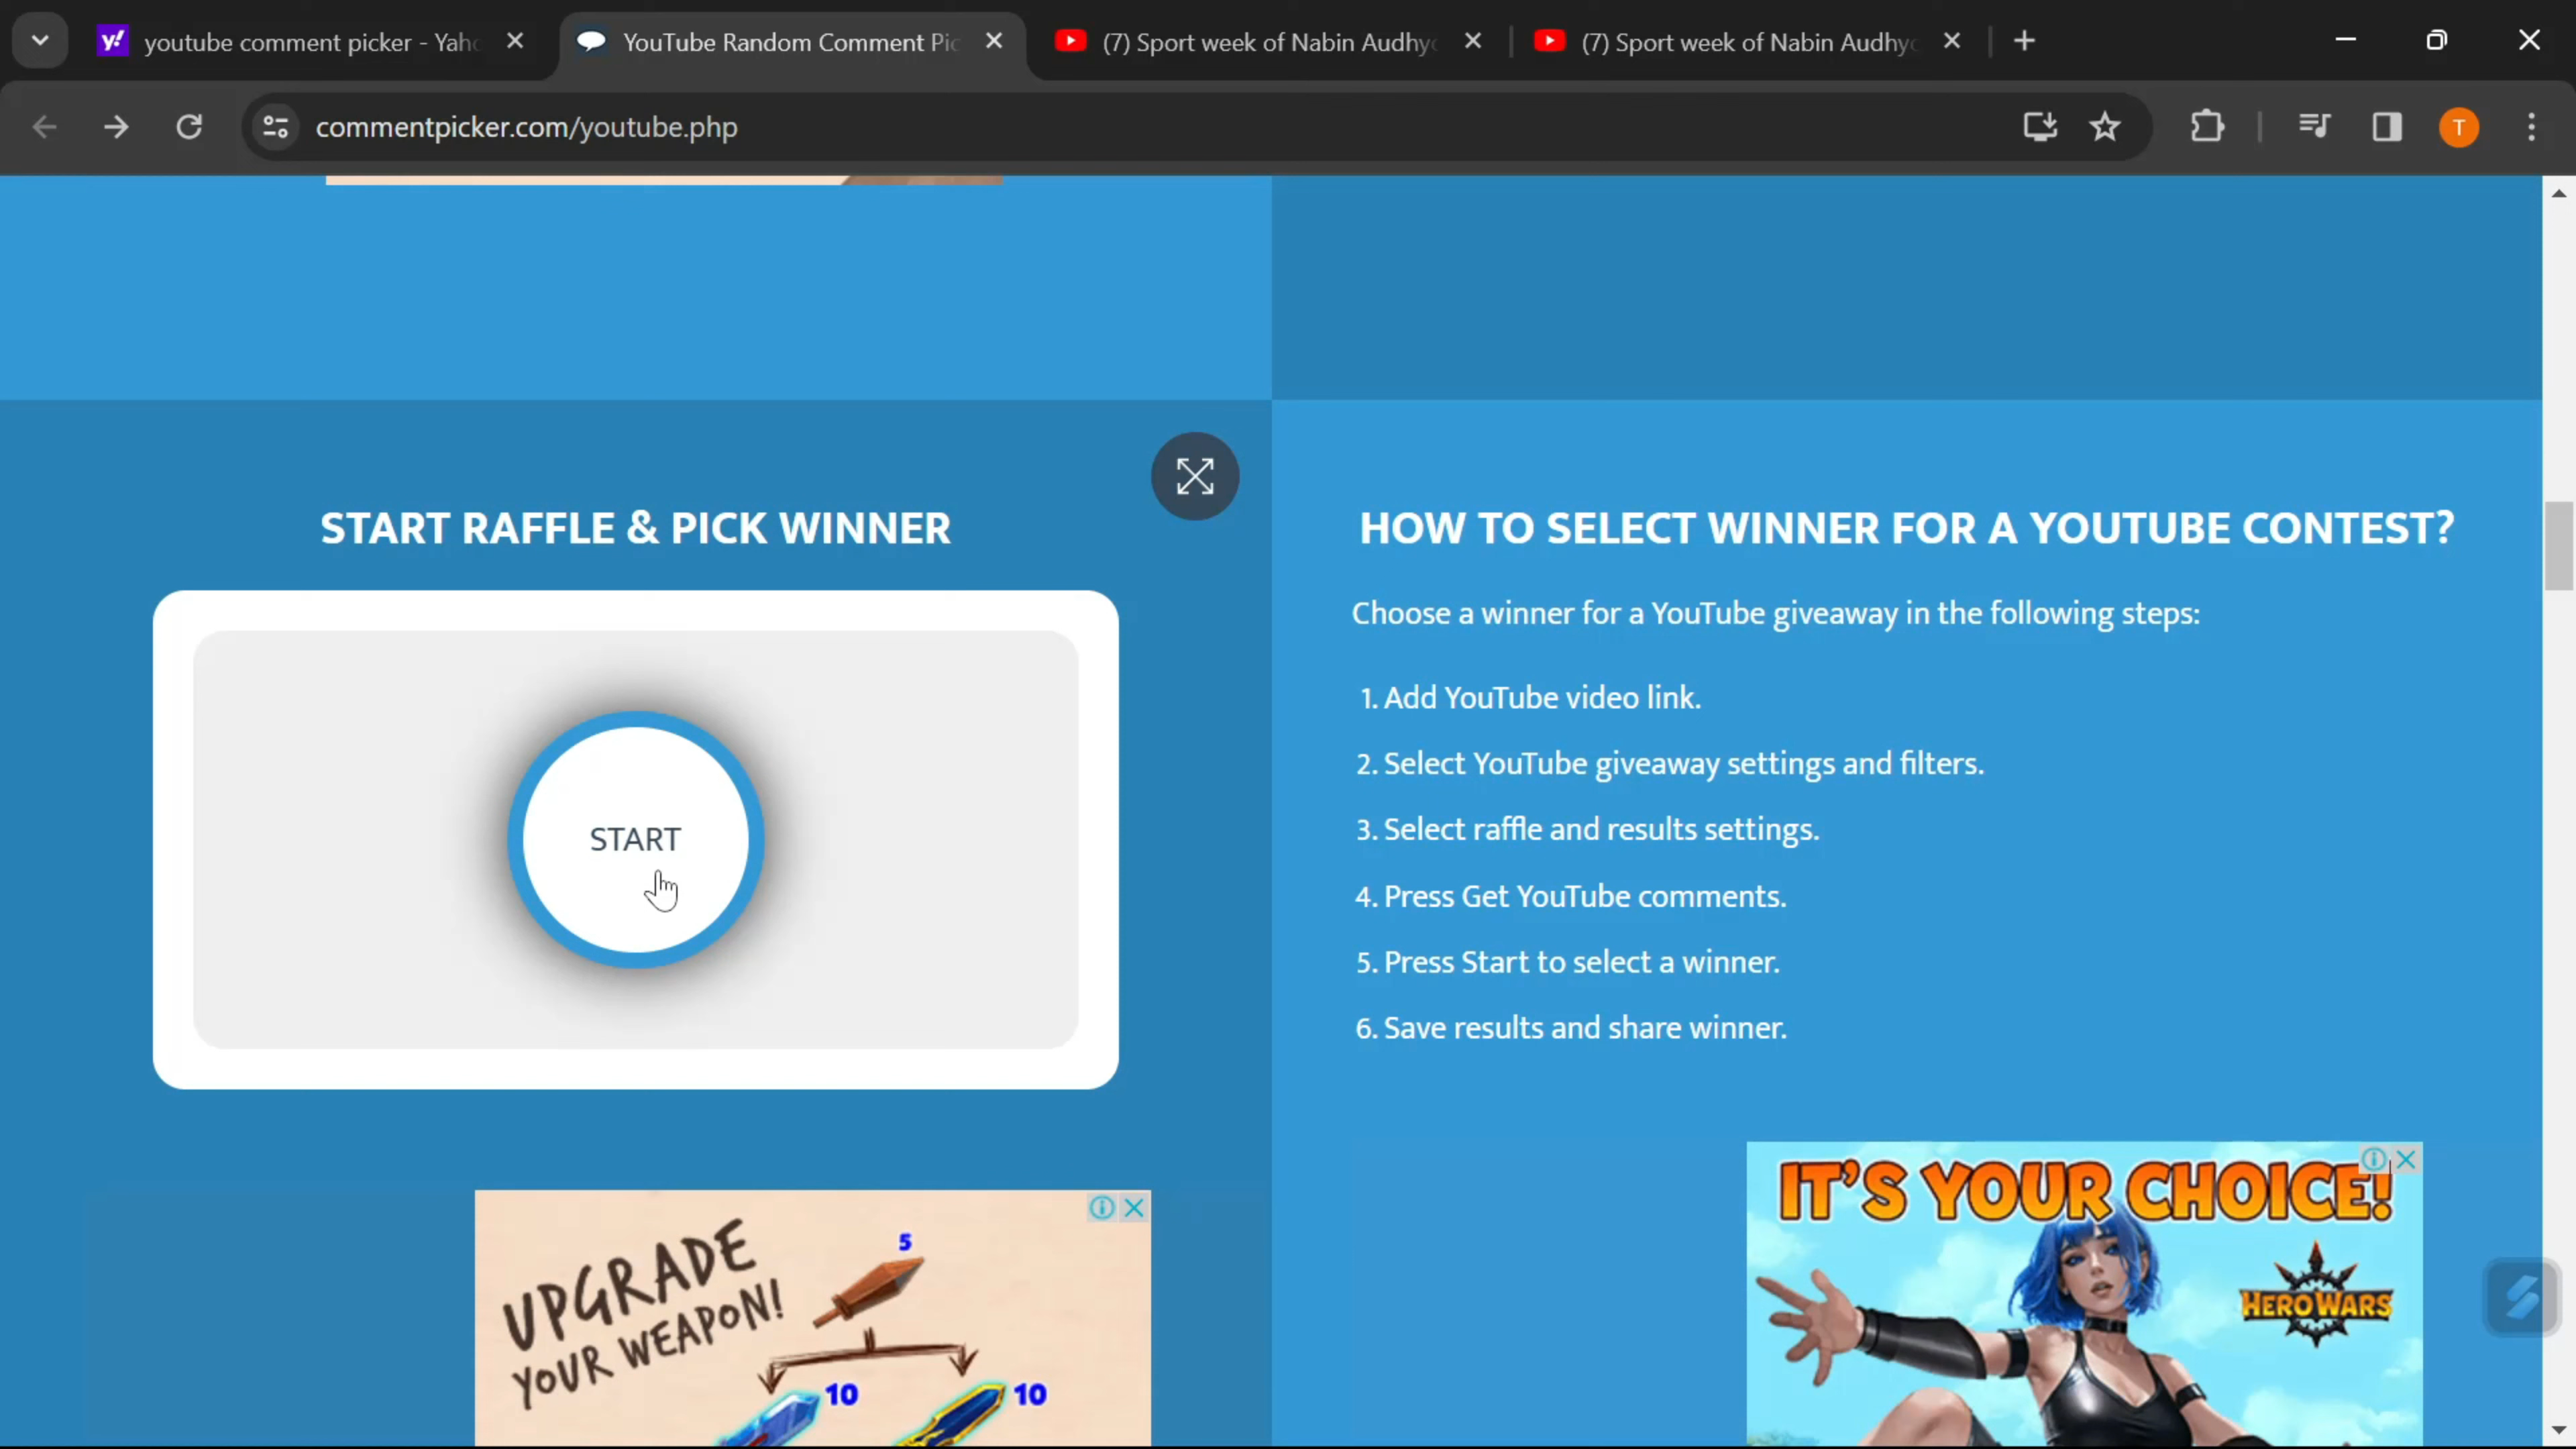 youtube comment picker - Yah
YouTube Random Comment Pic
(7) Sport week of Nabin Audhy
(7) Sport week of Nabin Audhyo
commentpicker.com/youtube.php
T
START RAFFLE & PICK WINNER
START
HOW TO SELECT WINNER FOR A YOUTUBE CONTEST?
Choose a winner for a YouTube giveaway in the following steps:
1. Add YouTube video link.
2. Select YouTube giveaway settings and filters.
3. Select raffle and results settings.
4. Press Get YouTube comments.
5. Press Start to select a winner.
6. Save results and share winner.
UPGRADE
YOUR WEAPON!
5
10
10
IT'S YOUR CHOICE!
HERO WARS